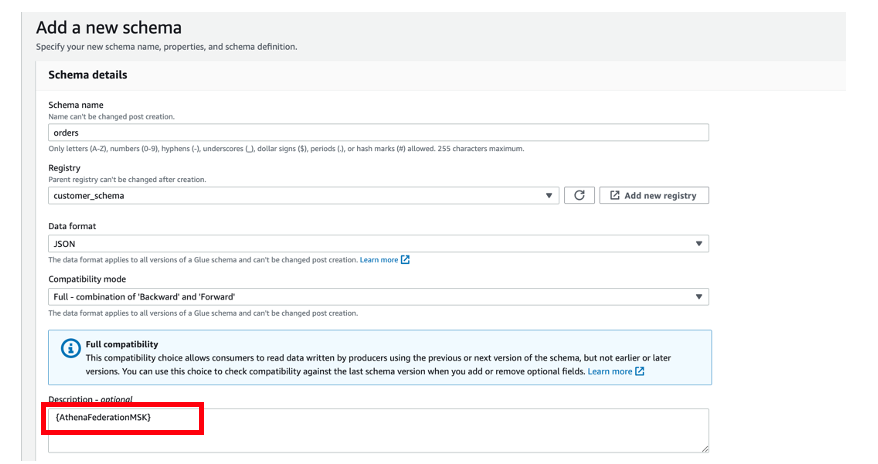 Add a new schema
Specify your new schema name, properties, and schema definition.
Schema details
Schema name
Name can't be changed post creation.
orders
Only letters (A-Z), numbers (0-9), hyphens (-), underscores (_), dollar signs ($), periods (.), or hash marks (#) allowed. 255 characters maximum.
Registry
Parent registry can't be changed after creation.
customer_schema
Add new registry
Data format
JSON
The data format applies to all versions of a Glue schema and can't be changed post creation. Learn more
Compatibility mode
Full - combination of 'Backward' and 'Forward'
The data format applies to all versions of a Glue schema and can't be changed post creation.
Full compatibility
This compatibility choice allows consumers to read data written by producers using the previous or next version of the schema, but not earlier or later
versions. You can use this choice to check compatibility against the last schema version when you add or remove optional fields. Learn more
Description - optional
{AthenaFederationMSK}